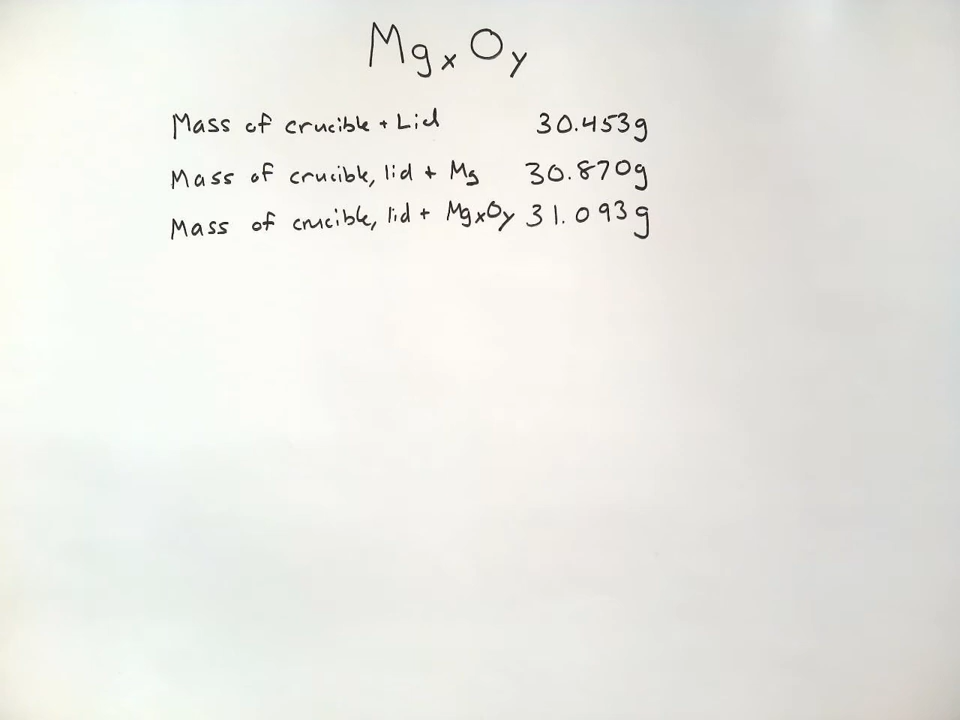 MgxOy
Mass of crucible + Lid 30.453g
Mass of crucible, lid + Mg 30.870g
Mass of crucible, lid + MgxOy 31.093g